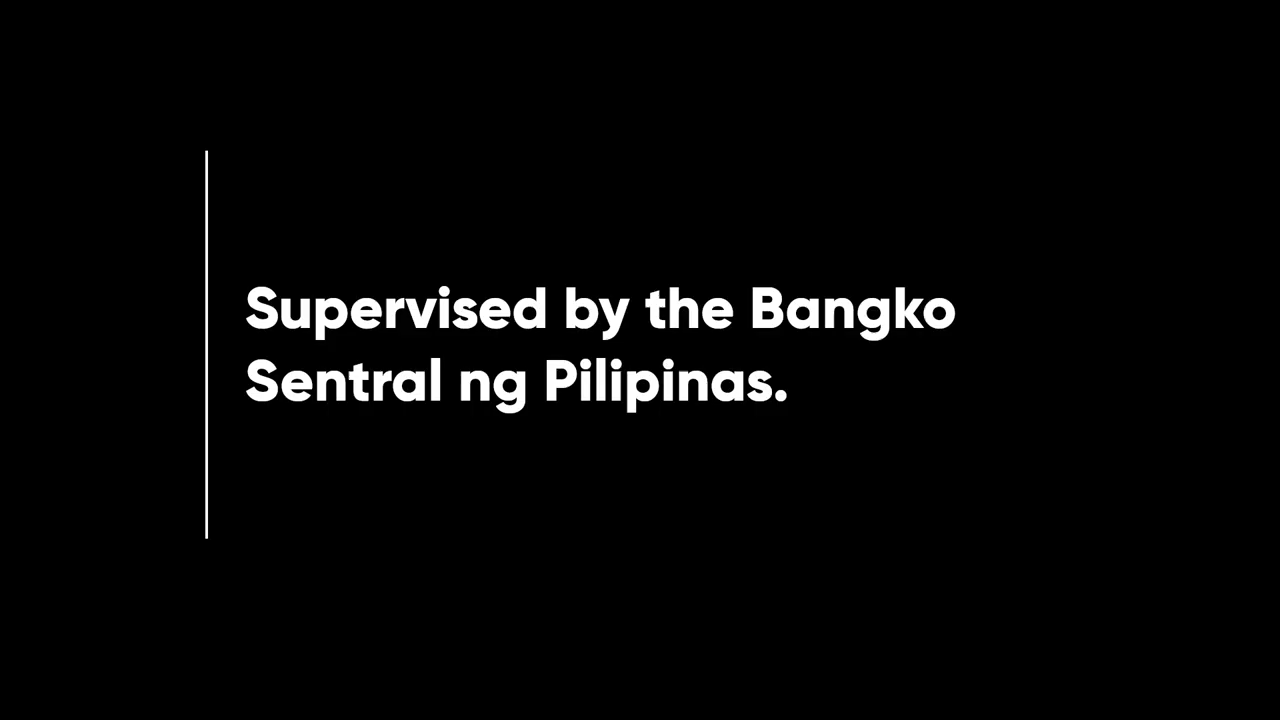 Supervised by the Bangko
Sentral ng Pilipinas.